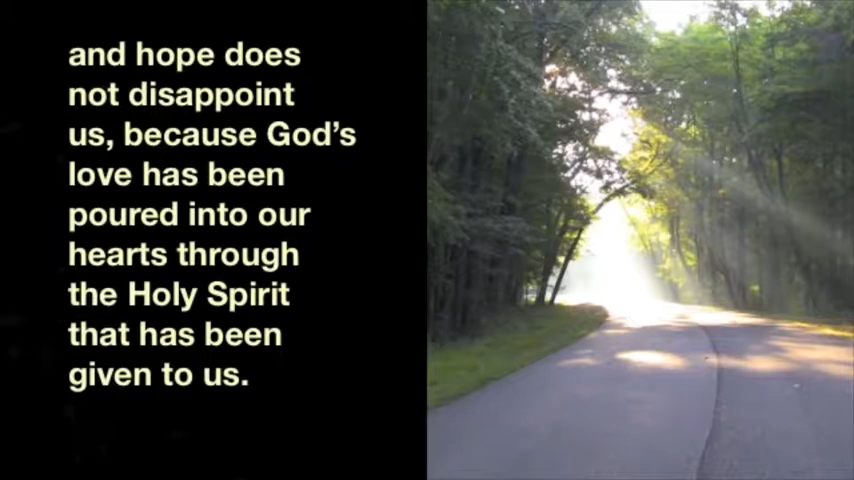 and hope does
not disappoint
us, because God’s
love has been
poured into our
hearts through
the Holy Spirit
that has been
given to us.